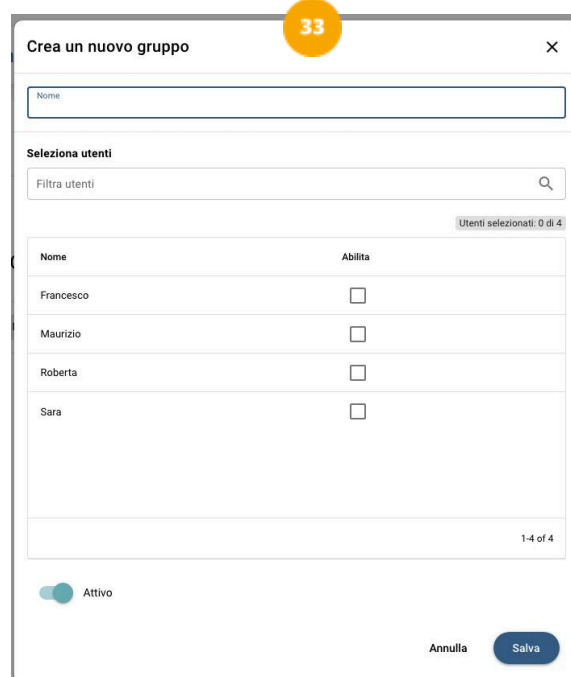 33
Crea un nuovo gruppo
Nome
Seleziona utenti
Filtra utenti
Utenti selezionati: 0 di 4
Nome Abilita
Francesco
Maurizio
Roberta
Sara
1-4 of 4
Attivo
Annulla Salva